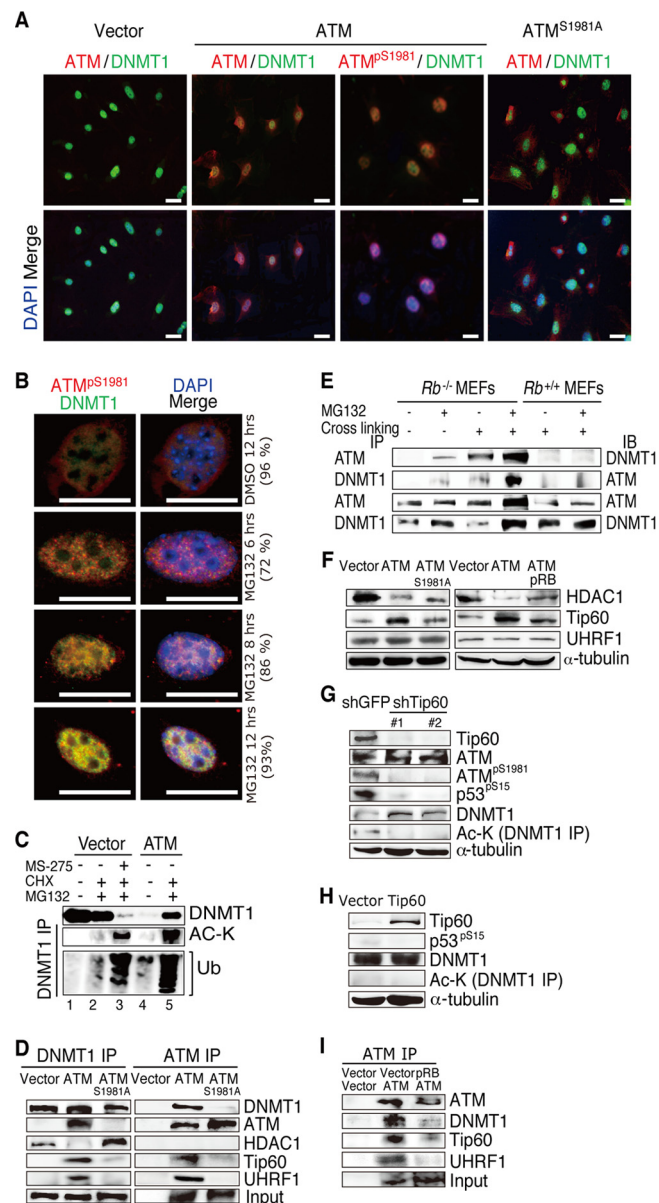 A
Vector
ATM
ATMS1981A
ATM/DNMT1
ATM/DNMT1
ATMpS1981/DNMT1
ATM/DNMT1
DAPI Merge
B
ATMpS1981
DNMT1
DAPI
Merge
DMSO 12 hrs
(96 %)
MG132 6 hrs
(72 %)
MG132 8 hrs
(86 %)
MG132 12 hrs
(93%)
C
Vector ATM
MS-275 - - + - +
CHX - + + - +
MG132 - + + - +
DNMT1
DNMT1 IP
AC-K
Ub
1 2 3 4 5
D
DNMT1 IP ATM IP
Vector ATM ATM S1981A Vector ATM ATM S1981A
DNMT1
ATM
HDAC1
Tip60
UHRF1
Input
E
Rb-/- MEFs Rb+/+ MEFs
MG132 - + - + - +
Cross linking - - + + + +
IP IB
ATM DNMT1
DNMT1 ATM
ATM ATM
DNMT1 DNMT1
F
Vector ATM ATM S1981A Vector ATM ATM pRB
HDAC1
Tip60
UHRF1
α-tubulin
G
shGFP shTip60
#1 #2
Tip60
ATM
ATMpS1981
p53pS15
DNMT1
Ac-K (DNMT1 IP)
α-tubulin
H
Vector Tip60
Tip60
p53pS15
DNMT1
Ac-K (DNMT1 IP)
α-tubulin
I
ATM IP
Vector Vector pRB
Vector ATM ATM
ATM
DNMT1
Tip60
UHRF1
Input